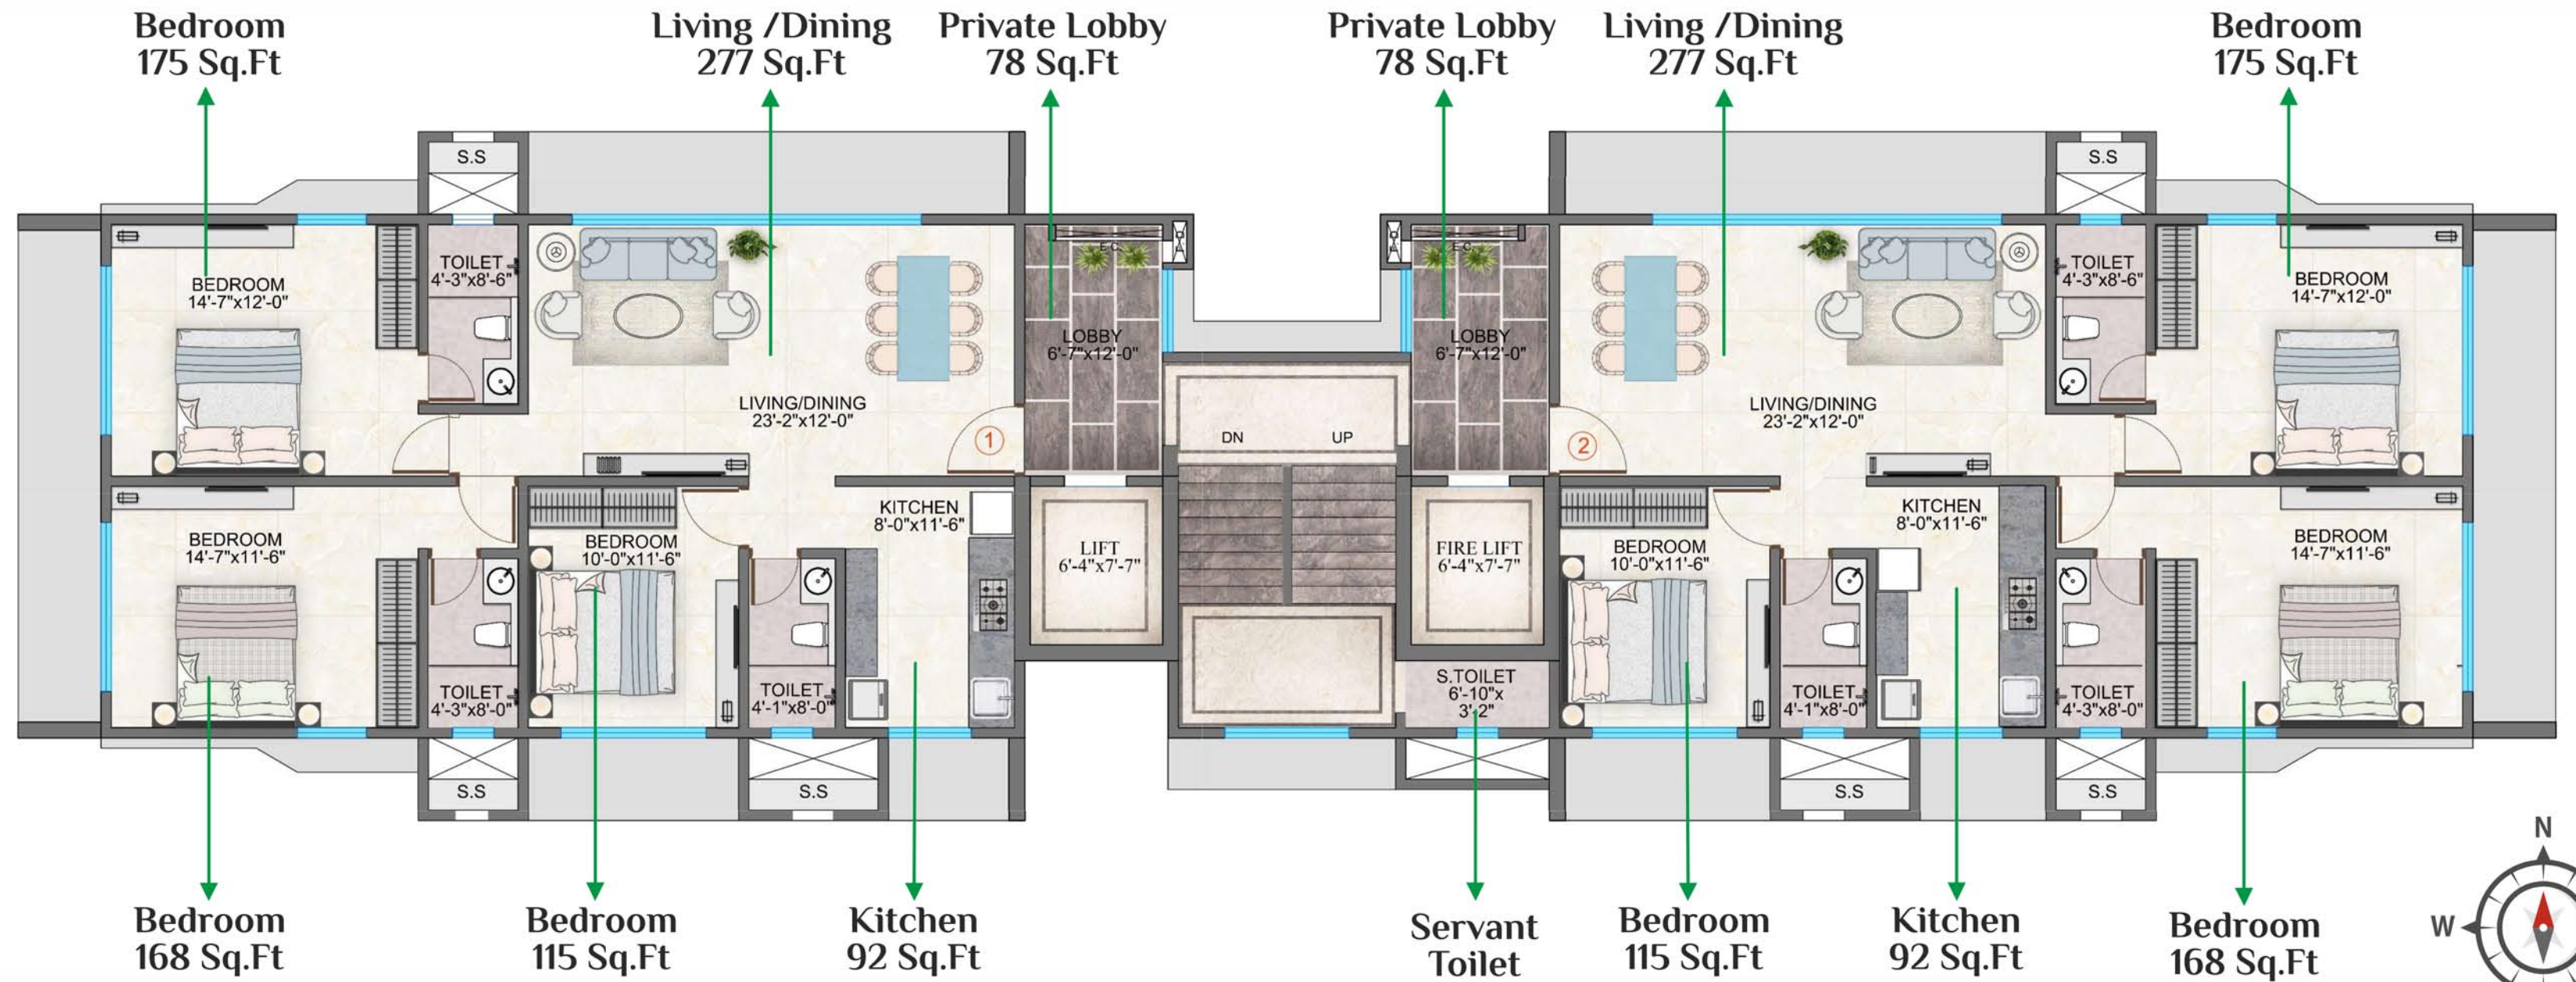 Bedroom
175 Sq.Ft
Living /Dining
277 Sq.Ft
Private Lobby
78 Sq.Ft
Private Lobby
78 Sq.Ft
Living /Dining
277 Sq.Ft
Bedroom
175 Sq.Ft
S.S
S.S
BEDROOM
14'-7"x12'-0"
TOILET
4'-3"x8'-6"
E.C
LOBBY
6'-7"x12'-0"
LIVING/DINING
23'-2"x12'-0"
1
DN
UP
E.C
LOBBY
6'-7"x12'-0"
2
LIVING/DINING
23'-2"x12'-0"
TOILET
4'-3"x8'-6"
BEDROOM
14'-7"x12'-0"
BEDROOM
14'-7"x11'-6"
TOILET
4'-3"x8'-0"
BEDROOM
10'-0"x11'-6"
TOILET
4'-1"x8'-0"
KITCHEN
8'-0"x11'-6"
LIFT
6'-4"x7'-7"
FIRE LIFT
6'-4"x7'-7"
S.TOILET
6'-10"x
3'-2"
BEDROOM
10'-0"x11'-6"
TOILET
4'-1"x8'-0"
KITCHEN
8'-0"x11'-6"
TOILET
4'-3"x8'-0"
BEDROOM
14'-7"x11'-6"
S.S
S.S
S.S
S.S
N
W
Bedroom
168 Sq.Ft
Bedroom
115 Sq.Ft
Kitchen
92 Sq.Ft
Servant
Toilet
Bedroom
115 Sq.Ft
Kitchen
92 Sq.Ft
Bedroom
168 Sq.Ft